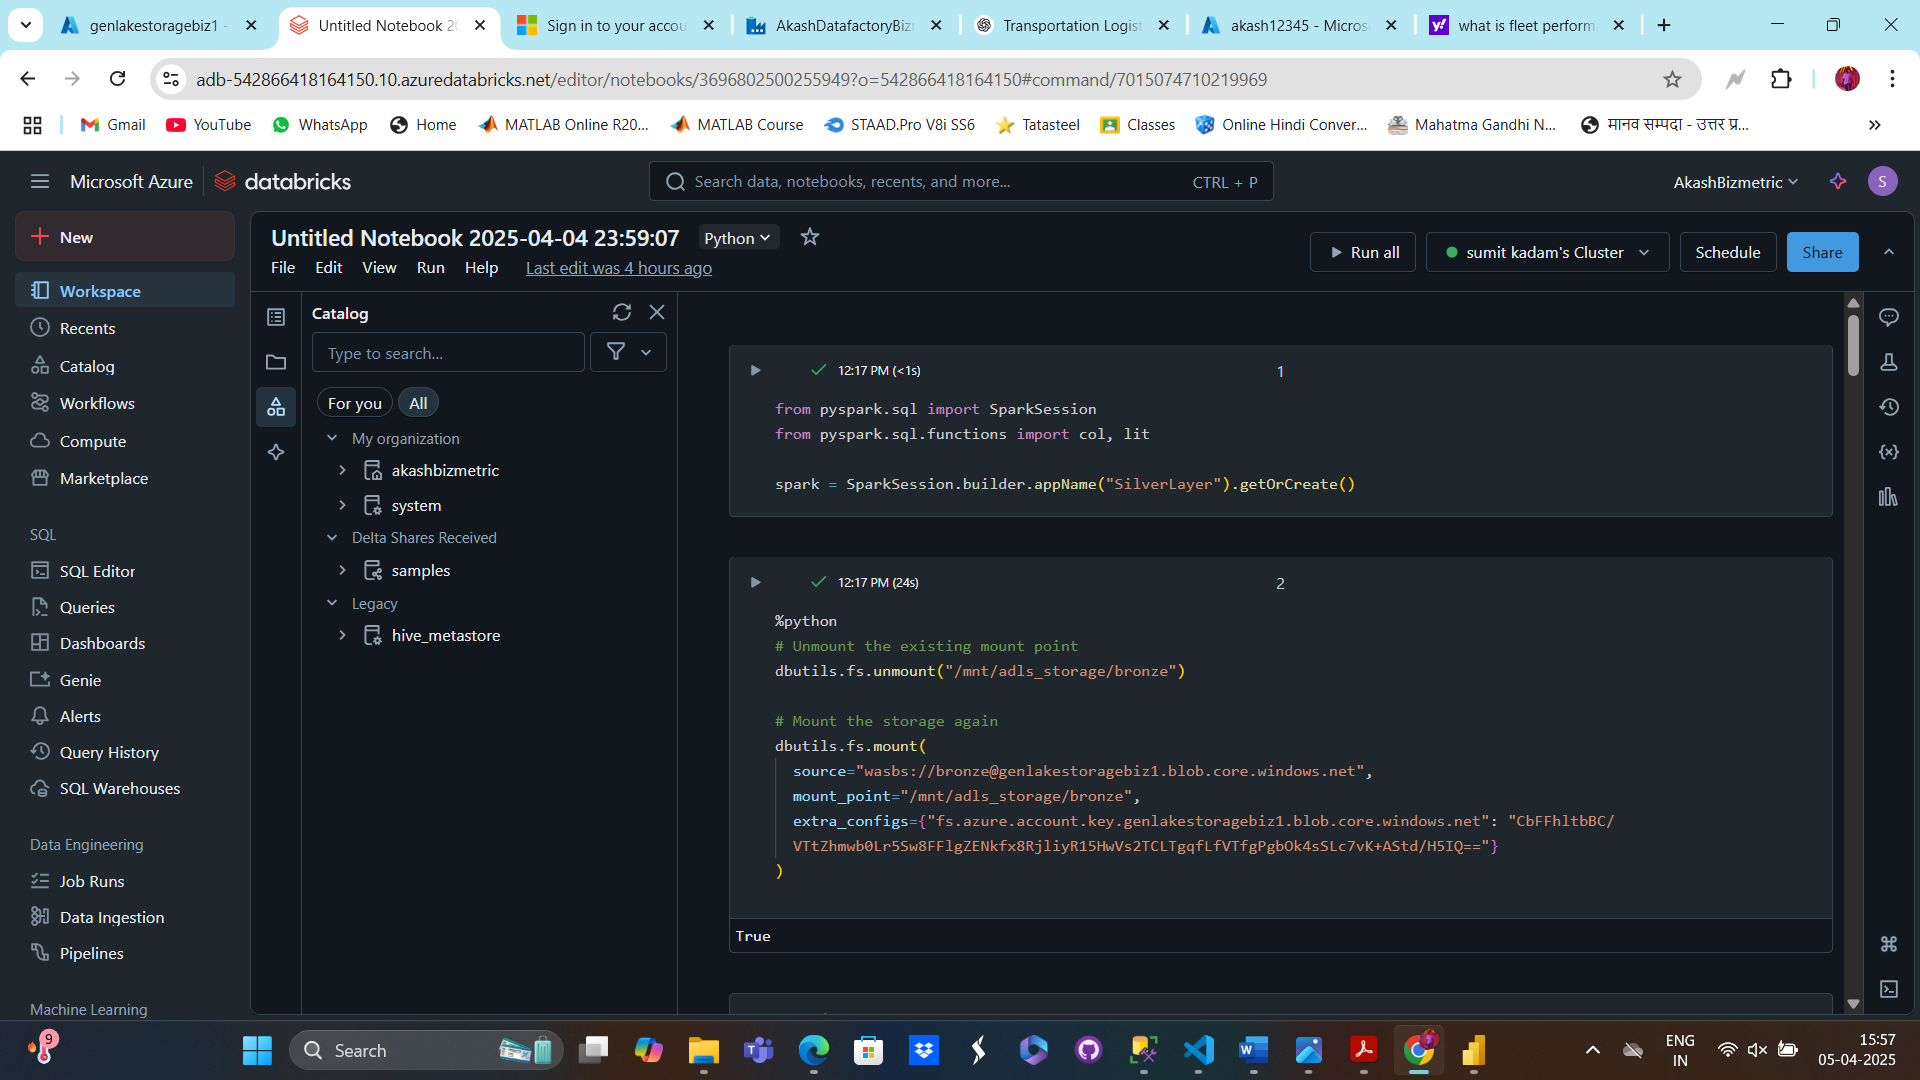 genlakestoragebiz1 -
Untitled Notebook 20
Sign in to your accou
AkashDatafactoryBizr
Transportation Logist
akash12345 - Micros
what is fleet perform
adb-542866418164150.10.azuredatabricks.net/editor/notebooks/3696802500255949?o=542866418164150#command/7015074710219969
Gmail
YouTube
WhatsApp
Home
MATLAB Online R20...
MATLAB Course
STAAD.Pro V8i SS6
Tatasteel
Classes
Online Hindi Conver...
Mahatma Gandhi N...
मानव सम्पदा - उत्तर प्र...
Microsoft Azure
databricks
Search data, notebooks, recents, and more...
CTRL + P
AkashBizmetric
S
New
Workspace
Recents
Catalog
Workflows
Compute
Marketplace
SQL
SQL Editor
Queries
Dashboards
Genie
Alerts
Query History
SQL Warehouses
Data Engineering
Job Runs
Data Ingestion
Pipelines
Machine Learning
Untitled Notebook 2025-04-04 23:59:07
Python
File
Edit
View
Run
Help
Last edit was 4 hours ago
Run all
sumit kadam's Cluster
Schedule
Share
Catalog
Type to search...
For you
All
My organization
akashbizmetric
system
Delta Shares Received
samples
Legacy
hive_metastore
12:17 PM (<1s)
1
from pyspark.sql import SparkSession
from pyspark.sql.functions import col, lit
spark = SparkSession.builder.appName("SilverLayer").getOrCreate()
12:17 PM (24s)
2
%python
# Unmount the existing mount point
dbutils.fs.unmount("/mnt/adls_storage/bronze")
# Mount the storage again
dbutils.fs.mount(
source="wasbs://bronze@genlakestoragebiz1.blob.core.windows.net",
mount_point="/mnt/adls_storage/bronze",
extra_configs={"fs.azure.account.key.genlakestoragebiz1.blob.core.windows.net": "CbFFhltbBC/
VTtZhmwb0Lr5Sw8FFlgZENkfx8RjliyR15HwVs2TCLTgqfLfVTfgPgbOk4sSLc7vK+AStd/H5IQ=="}
)
True
9
Search
ENG
IN
15:57
05-04-2025